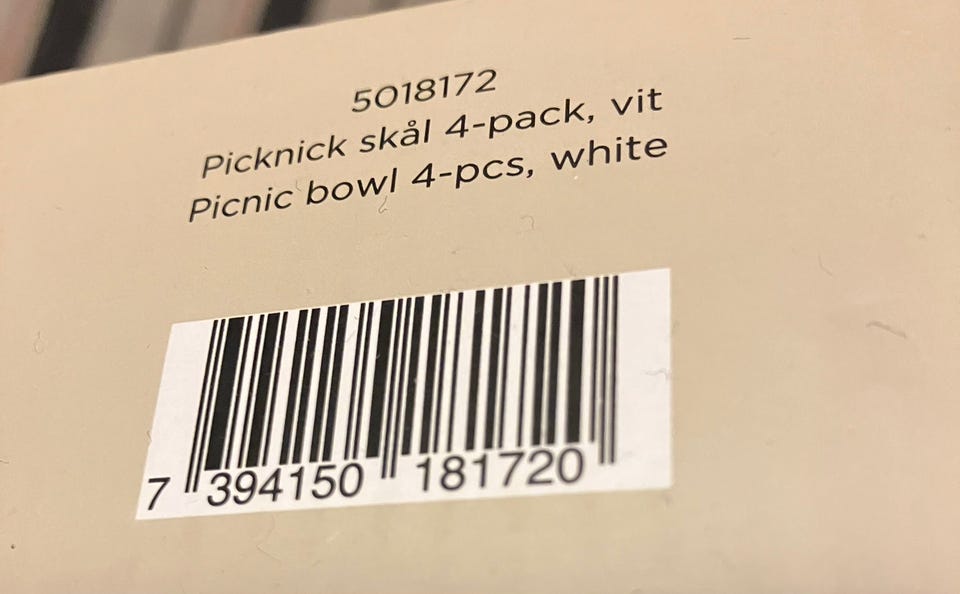 5018172
Picknick skål 4-pack, vit
Picnic bowl 4-pcs, white
7 394150 181720